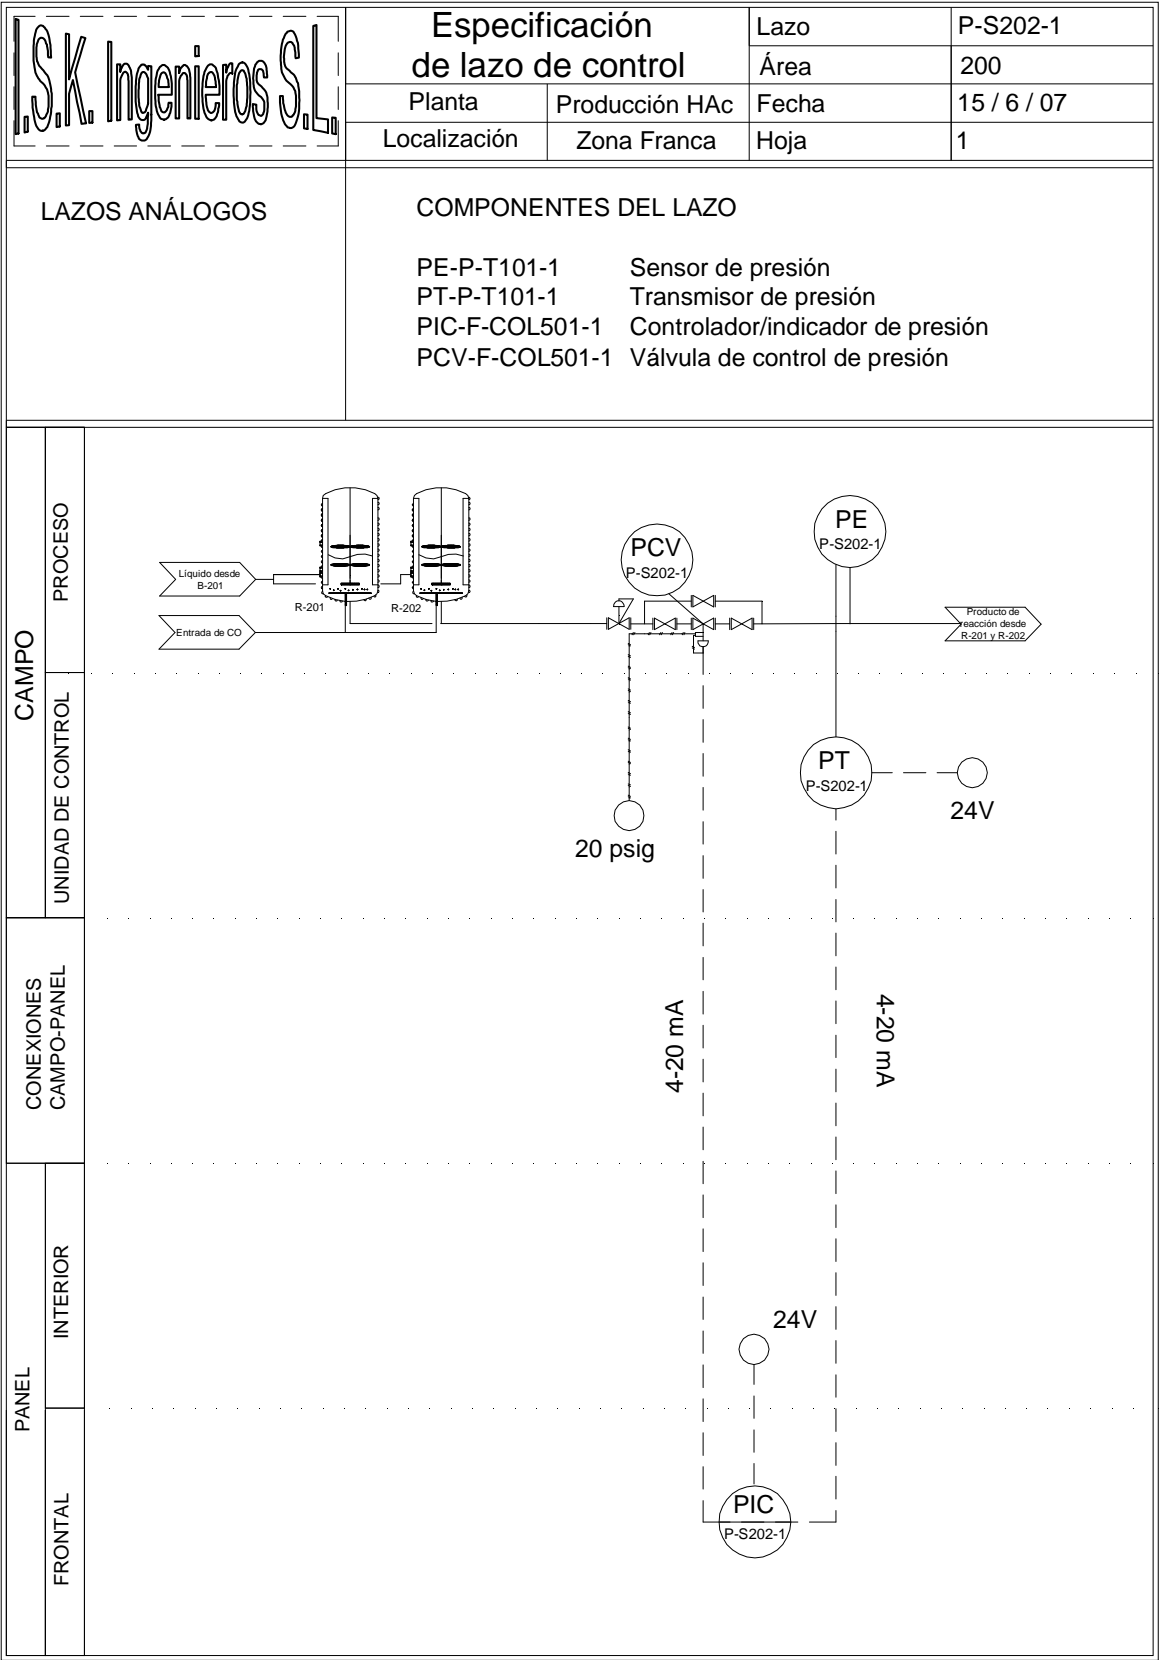 I.S.K. Ingenieros S.L.
Especificación
de lazo de control
Lazo
P-S202-1
Área
200
Planta
Producción HAc
Fecha
15 / 6 / 07
Localización
Zona Franca
Hoja
1
LAZOS ANÁLOGOS
COMPONENTES DEL LAZO
PE-P-T101-1 Sensor de presión
PT-P-T101-1 Transmisor de presión
PIC-F-COL501-1 Controlador/indicador de presión
PCV-F-COL501-1 Válvula de control de presión
CAMPO
PROCESO
Líquido desde
B-201
Entrada de CO
R-201
R-202
PCV
P-S202-1
PE
P-S202-1
Producto de
reacción desde
R-201 y R-202
UNIDAD DE CONTROL
20 psig
PT
P-S202-1
24V
CONEXIONES
CAMPO-PANEL
4-20 mA
4-20 mA
PANEL
INTERIOR
24V
FRONTAL
PIC
P-S202-1